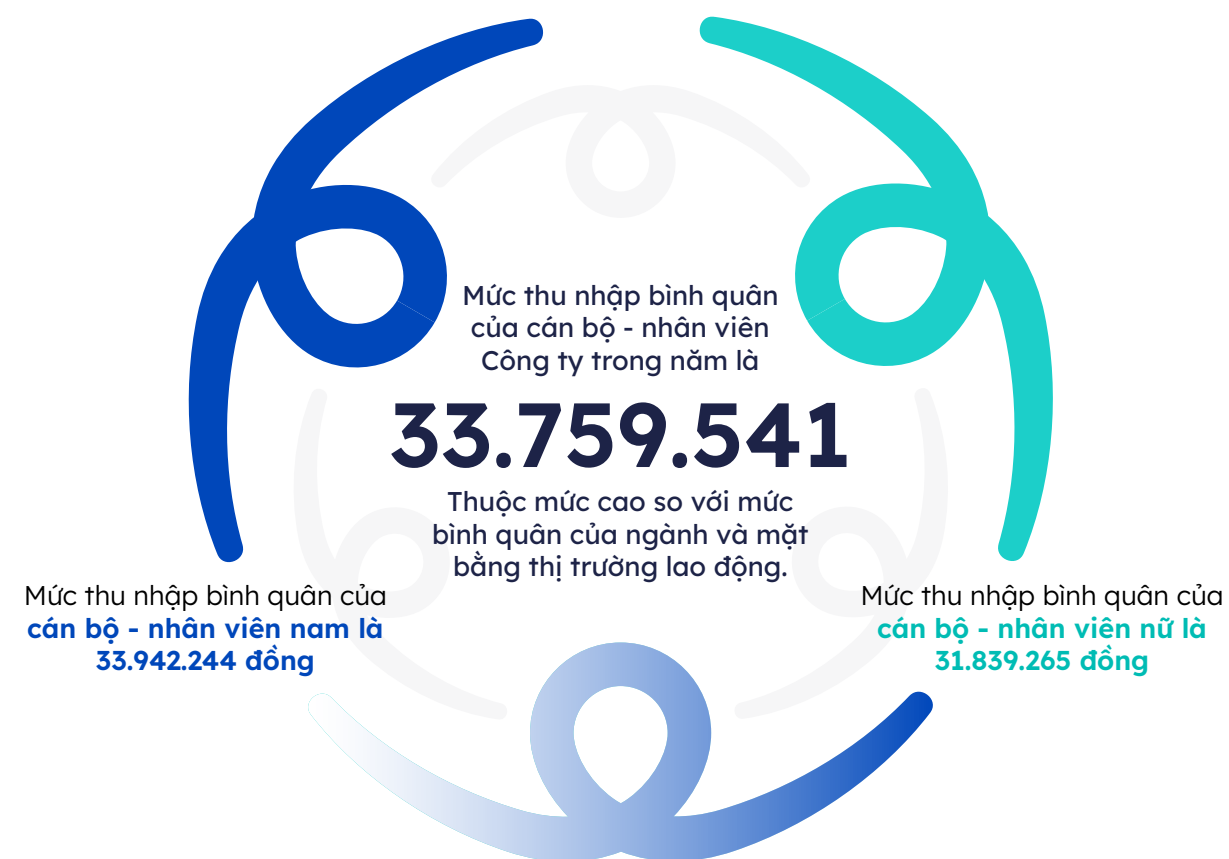 Mức thu nhập bình quân
của cán bộ - nhân viên
Công ty trong năm là
33.759.541
Thuộc mức cao so với mức
bình quân của ngành và mặt
bằng thị trường lao động.
Mức thu nhập bình quân của
cán bộ - nhân viên nam là
33.942.244 đồng
Mức thu nhập bình quân của
cán bộ - nhân viên nữ là
31.839.265 đồng